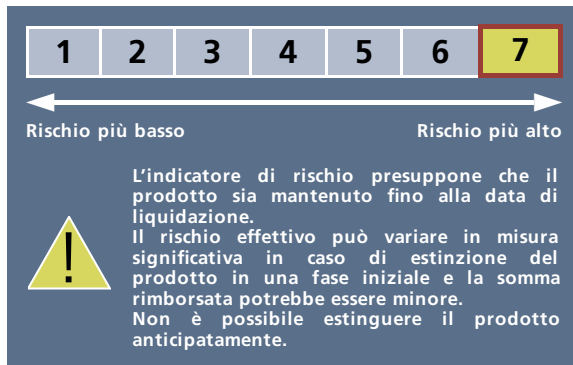 1 2 3 4 5 6 7
Rischio più basso Rischio più alto
L'indicatore di rischio presuppone che il
prodotto sia mantenuto fino alla data di
liquidazione.
Il rischio effettivo può variare in misura
significativa in caso di estinzione del
prodotto in una fase iniziale e la somma
rimborsata potrebbe essere minore.
Non è possibile estinguere il prodotto
anticipatamente.
!